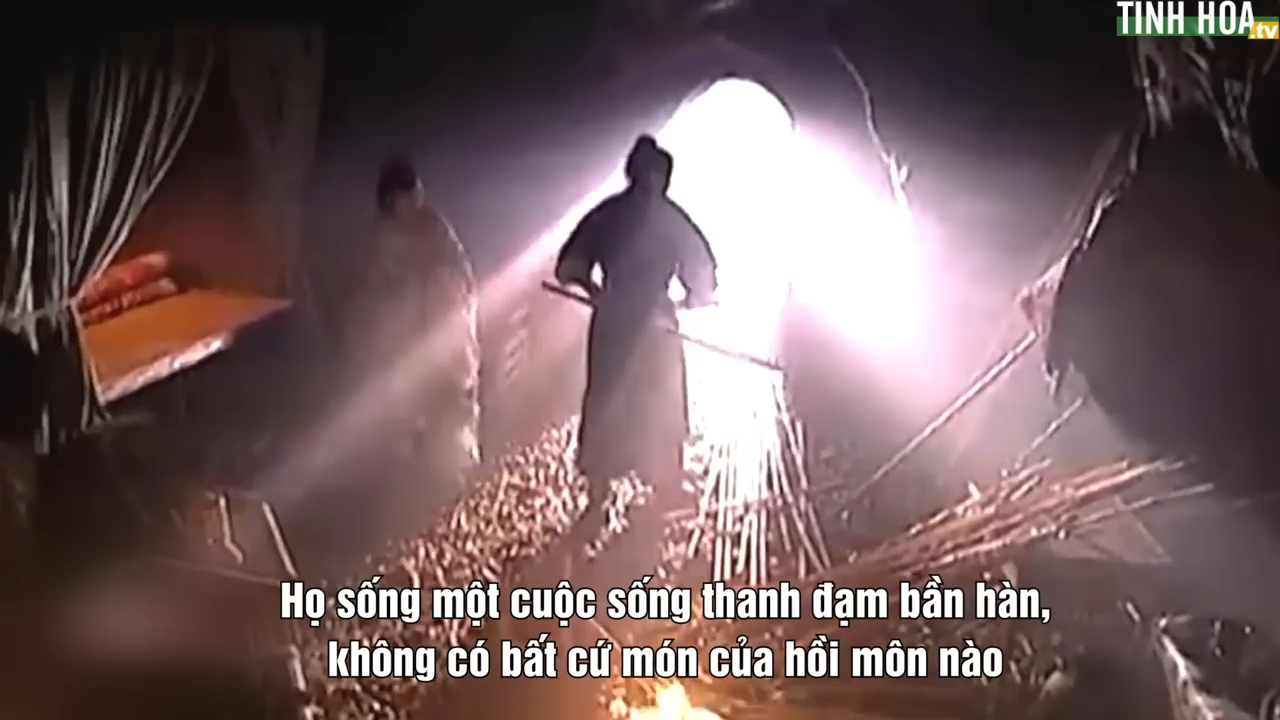 TINH HOA
.tv
Họ sống một cuộc sống thanh đạm bần hàn,
không có bất cứ món của hồi môn nào